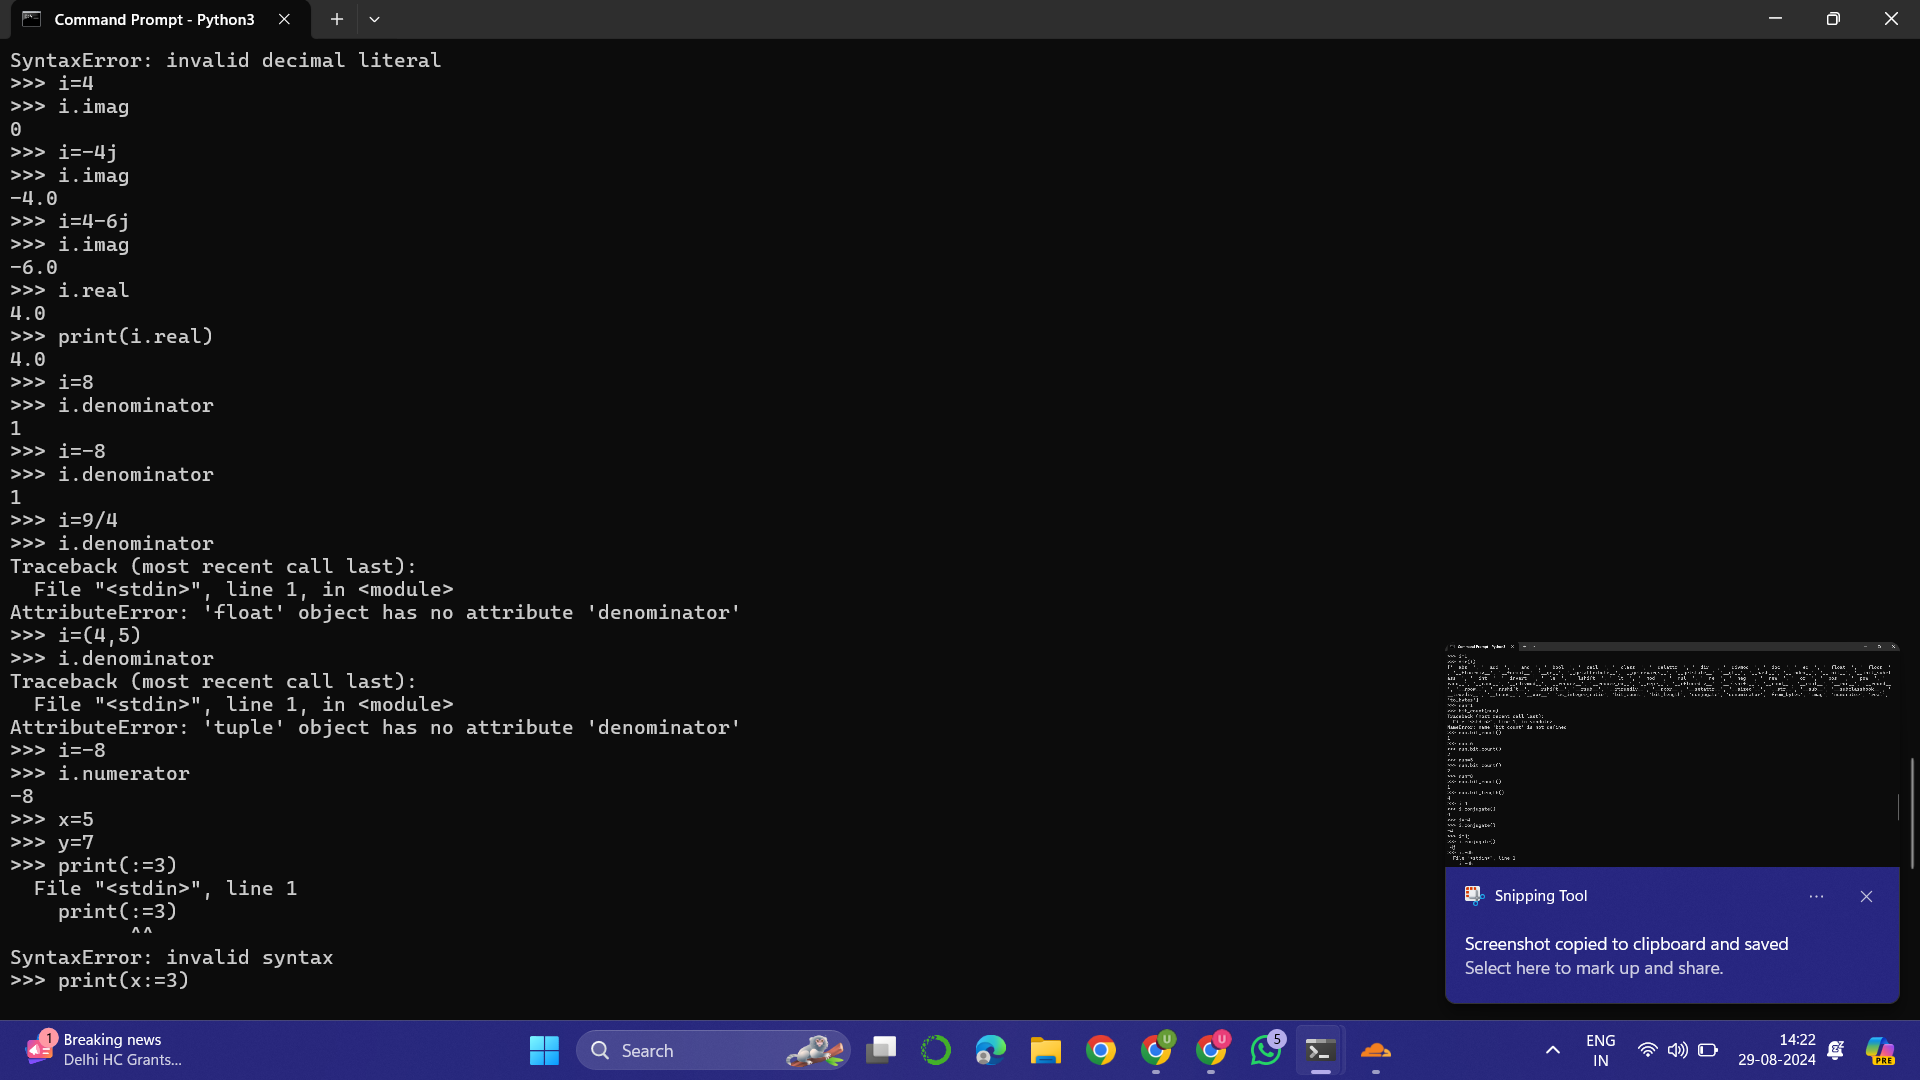 Command Prompt - Python3
SyntaxError: invalid decimal literal
>>> i=4
>>> i.imag
0
>>> i=-4j
>>> i.imag
-4.0
>>> i=4-6j
>>> i.imag
-6.0
>>> i.real
4.0
>>> print(i.real)
4.0
>>> i=8
>>> i.denominator
1
>>> i=-8
>>> i.denominator
1
>>> i=9/4
>>> i.denominator
Traceback (most recent call last):
  File "<stdin>", line 1, in <module>
AttributeError: 'float' object has no attribute 'denominator'
>>> i=(4,5)
>>> i.denominator
Traceback (most recent call last):
  File "<stdin>", line 1, in <module>
AttributeError: 'tuple' object has no attribute 'denominator'
>>> i=-8
>>> i.numerator
-8
>>> x=5
>>> y=7
>>> print(:=3)
  File "<stdin>", line 1
    print(:=3)
          ^^
SyntaxError: invalid syntax
>>> print(x:=3)
Snipping Tool
Screenshot copied to clipboard and saved
Select here to mark up and share.
1
Breaking news
Delhi HC Grants...
Search
U
U
5
ENG
IN
14:22
29-08-2024
PRE